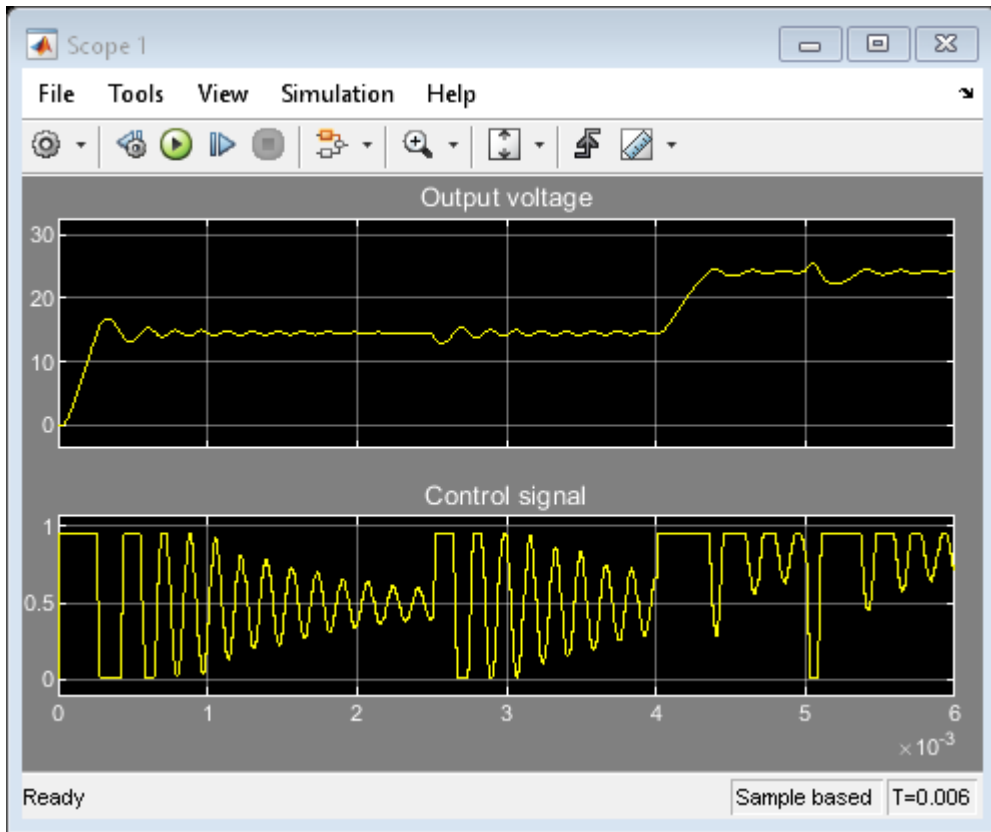 Scope 1
File Tools View Simulation Help
Output voltage
30
20
10
0
Control signal
1
0.5
0
0 1 2 3 4 5 6
×10-3
Ready Sample based T=0.006